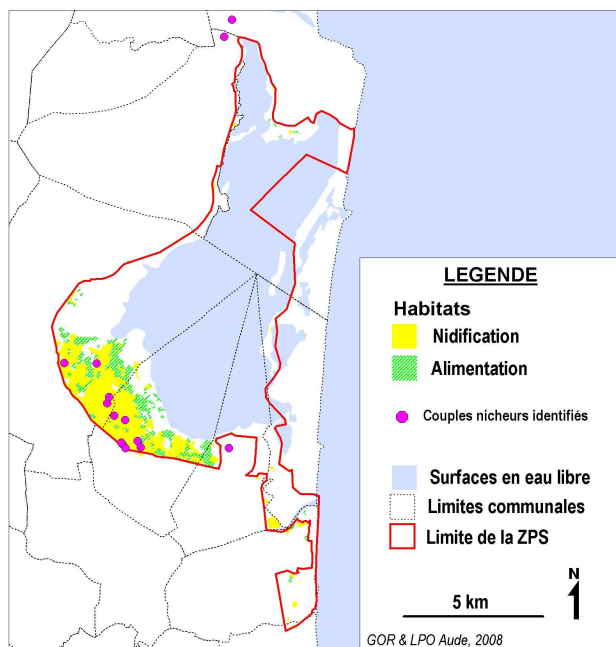 LEGENDE
Habitats
Nidification
Alimentation
Couples nicheurs identifiés
Surfaces en eau libre
Limites communales
Limite de la ZPS
N
5 km
GOR & LPO Aude, 2008